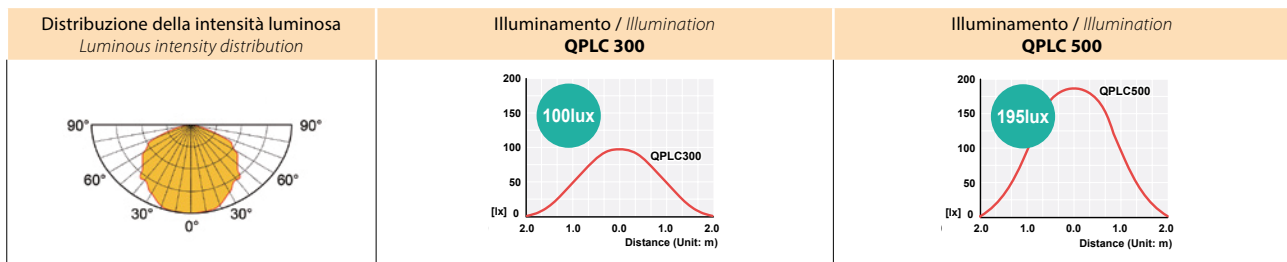 Distribuzione della intensità luminosa
Luminous intensity distribution
90°
90°
60°
60°
30°
30°
0°
Illuminamento / Illumination
QPLC 300
200
150
100
50
[lx] 0
100lux
QPLC300
2.0 1.0 0.0 1.0 2.0
Distance (Unit: m)
Illuminamento / Illumination
QPLC 500
200
150
100
50
[lx] 0
195lux
QPLC500
2.0 1.0 0.0 1.0 2.0
Distance (Unit: m)